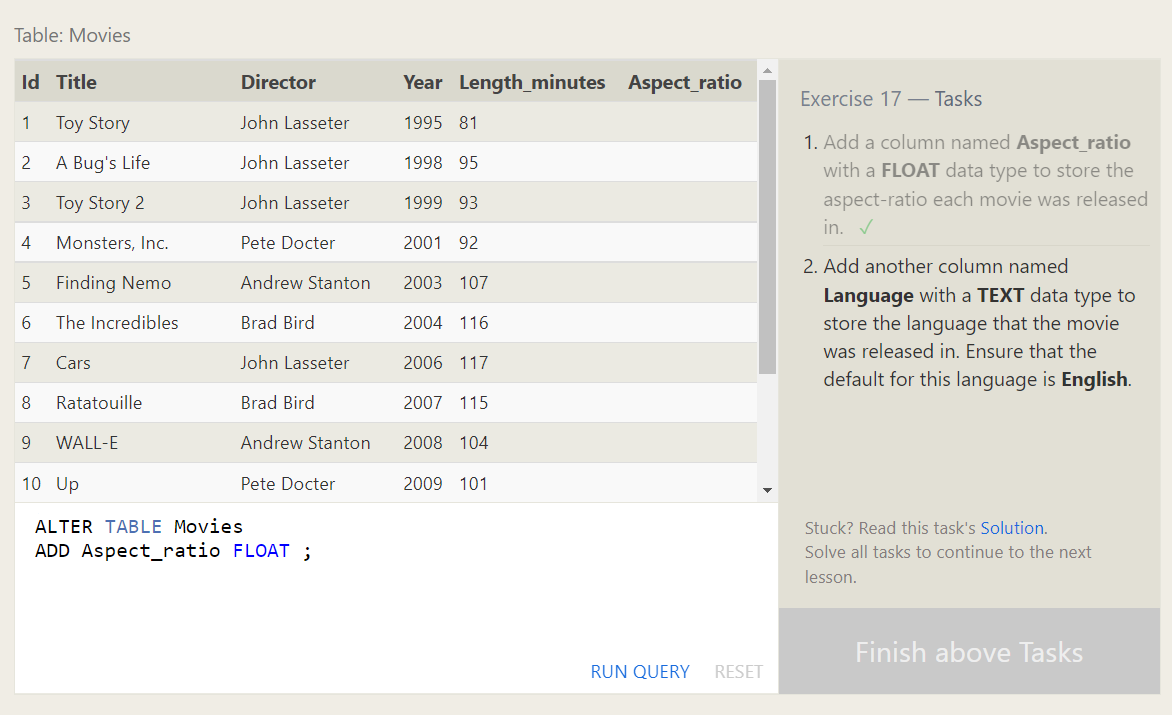 Table: Movies
Id Title Director Year Length_minutes Aspect_ratio
1 Toy Story John Lasseter 1995 81
2 A Bug's Life John Lasseter 1998 95
3 Toy Story 2 John Lasseter 1999 93
4 Monsters, Inc. Pete Docter 2001 92
5 Finding Nemo Andrew Stanton 2003 107
6 The Incredibles Brad Bird 2004 116
7 Cars John Lasseter 2006 117
8 Ratatouille Brad Bird 2007 115
9 WALL-E Andrew Stanton 2008 104
10 Up Pete Docter 2009 101
ALTER TABLE Movies
ADD Aspect_ratio FLOAT ;
RUN QUERY RESET
Exercise 17 — Tasks
1. Add a column named Aspect_ratio
with a FLOAT data type to store the
aspect-ratio each movie was released
in. ✓
2. Add another column named
Language with a TEXT data type to
store the language that the movie
was released in. Ensure that the
default for this language is English.
Stuck? Read this task's Solution.
Solve all tasks to continue to the next
lesson.
Finish above Tasks